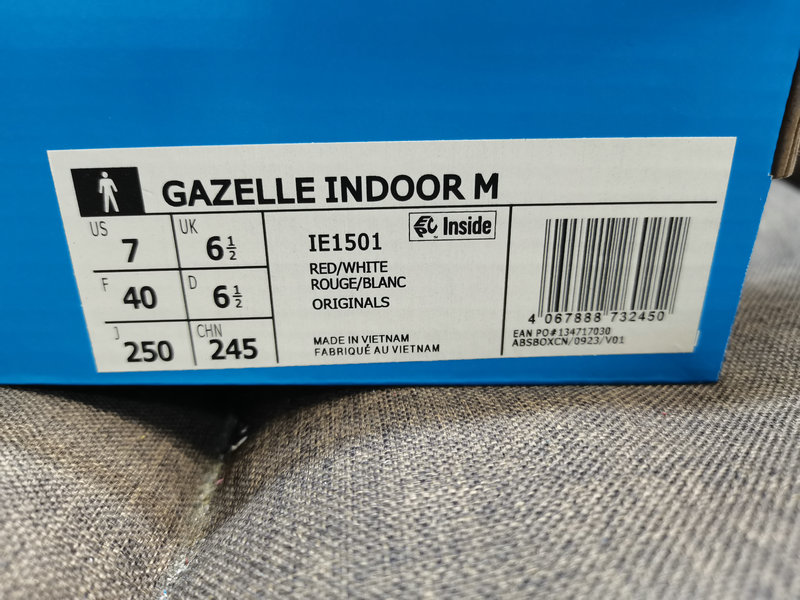 GAZELLE INDOOR M
US 7 UK 6 1/2
F 40 D 6 1/2
J 250 CHN 245
IE1501
Inside
RED/WHITE
ROUGE/BLANC
ORIGINALS
MADE IN VIETNAM
FABRIQUÉ AU VIETNAM
4 067888 732450
EAN PO#134717030
ABSBOXCN/0923/V01